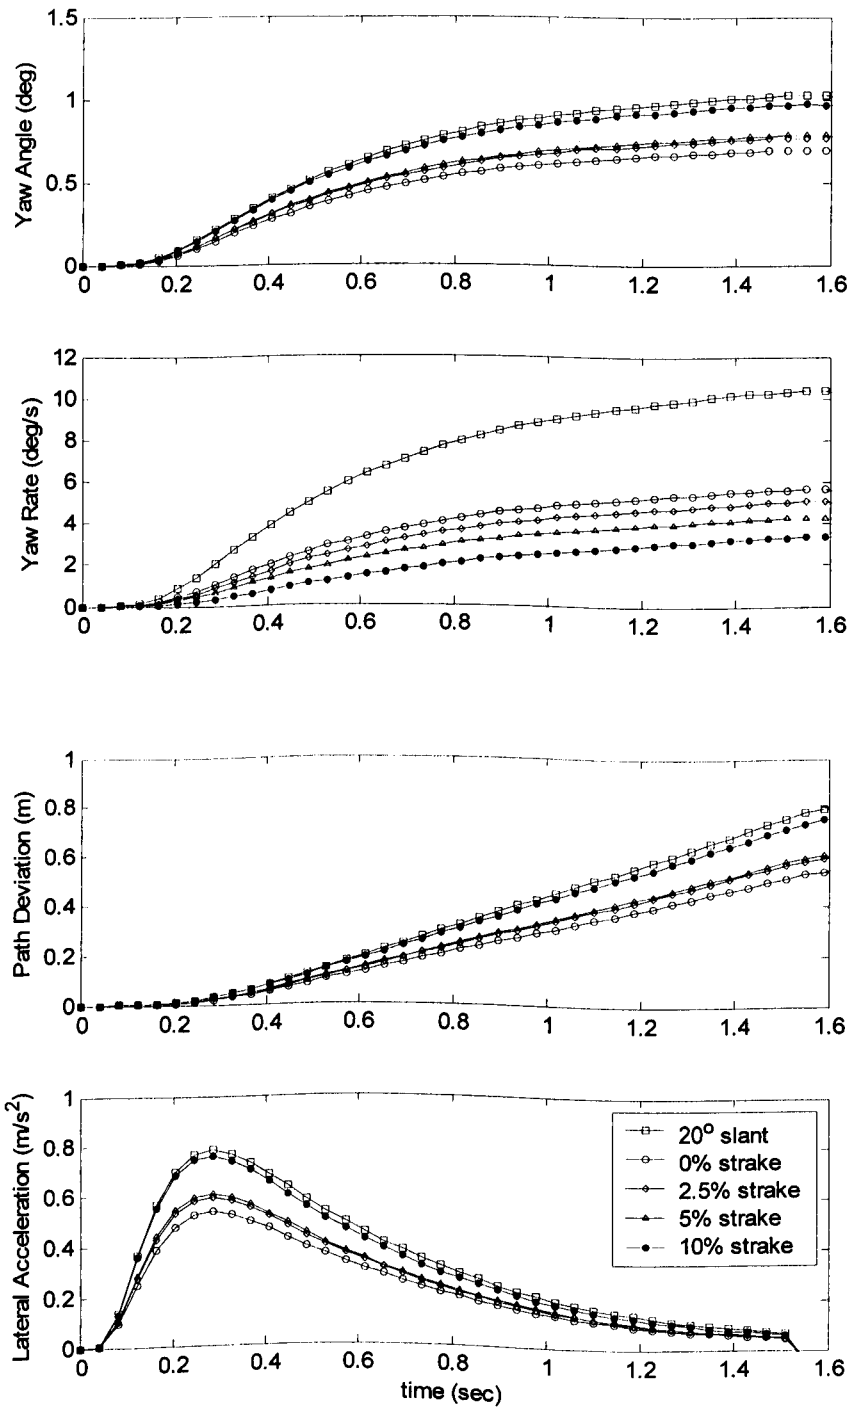 1.5
1
0.5
0
Yaw Angle (deg)
0 0.2 0.4 0.6 0.8 1 1.2 1.4 1.6
12
10
8
6
4
2
0
Yaw Rate (deg/s)
0 0.2 0.4 0.6 0.8 1 1.2 1.4 1.6
1
0.8
0.6
0.4
0.2
0
Path Deviation (m)
0 0.2 0.4 0.6 0.8 1 1.2 1.4 1.6
1
0.8
0.6
0.4
0.2
0
Lateral Acceleration (m/s²)
20° slant
0% strake
2.5% strake
5% strake
10% strake
0 0.2 0.4 0.6 0.8 1 1.2 1.4 1.6
time (sec)